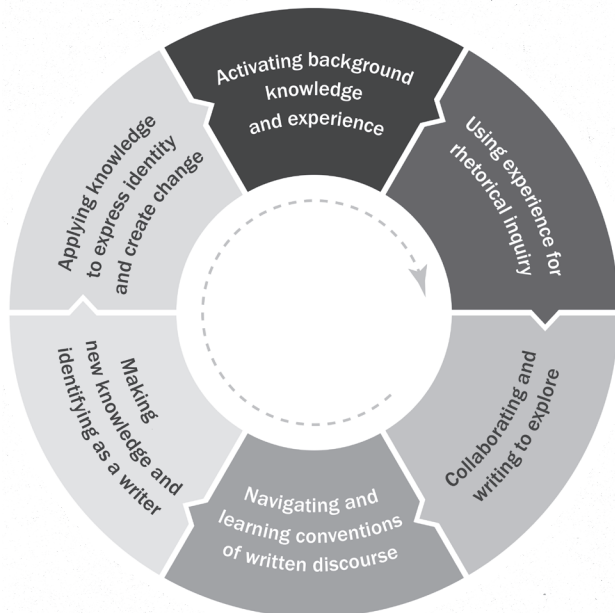 Activating background
knowledge
and experience
Using experience for
rhetorical inquiry
Collaborating and
writing to explore
Navigating and
learning conventions
of written discourse
Making
new knowledge and
identifying as a writer
Applying knowledge
to express identity
and create change